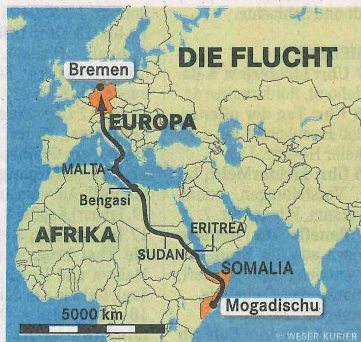 Bremen
DIE FLUCHT
EUROPA
MALTA
Bengasi
AFRIKA
ERITREA
SUDAN
SOMALIA
Mogadischu
5000 km
© WESER-KURIER